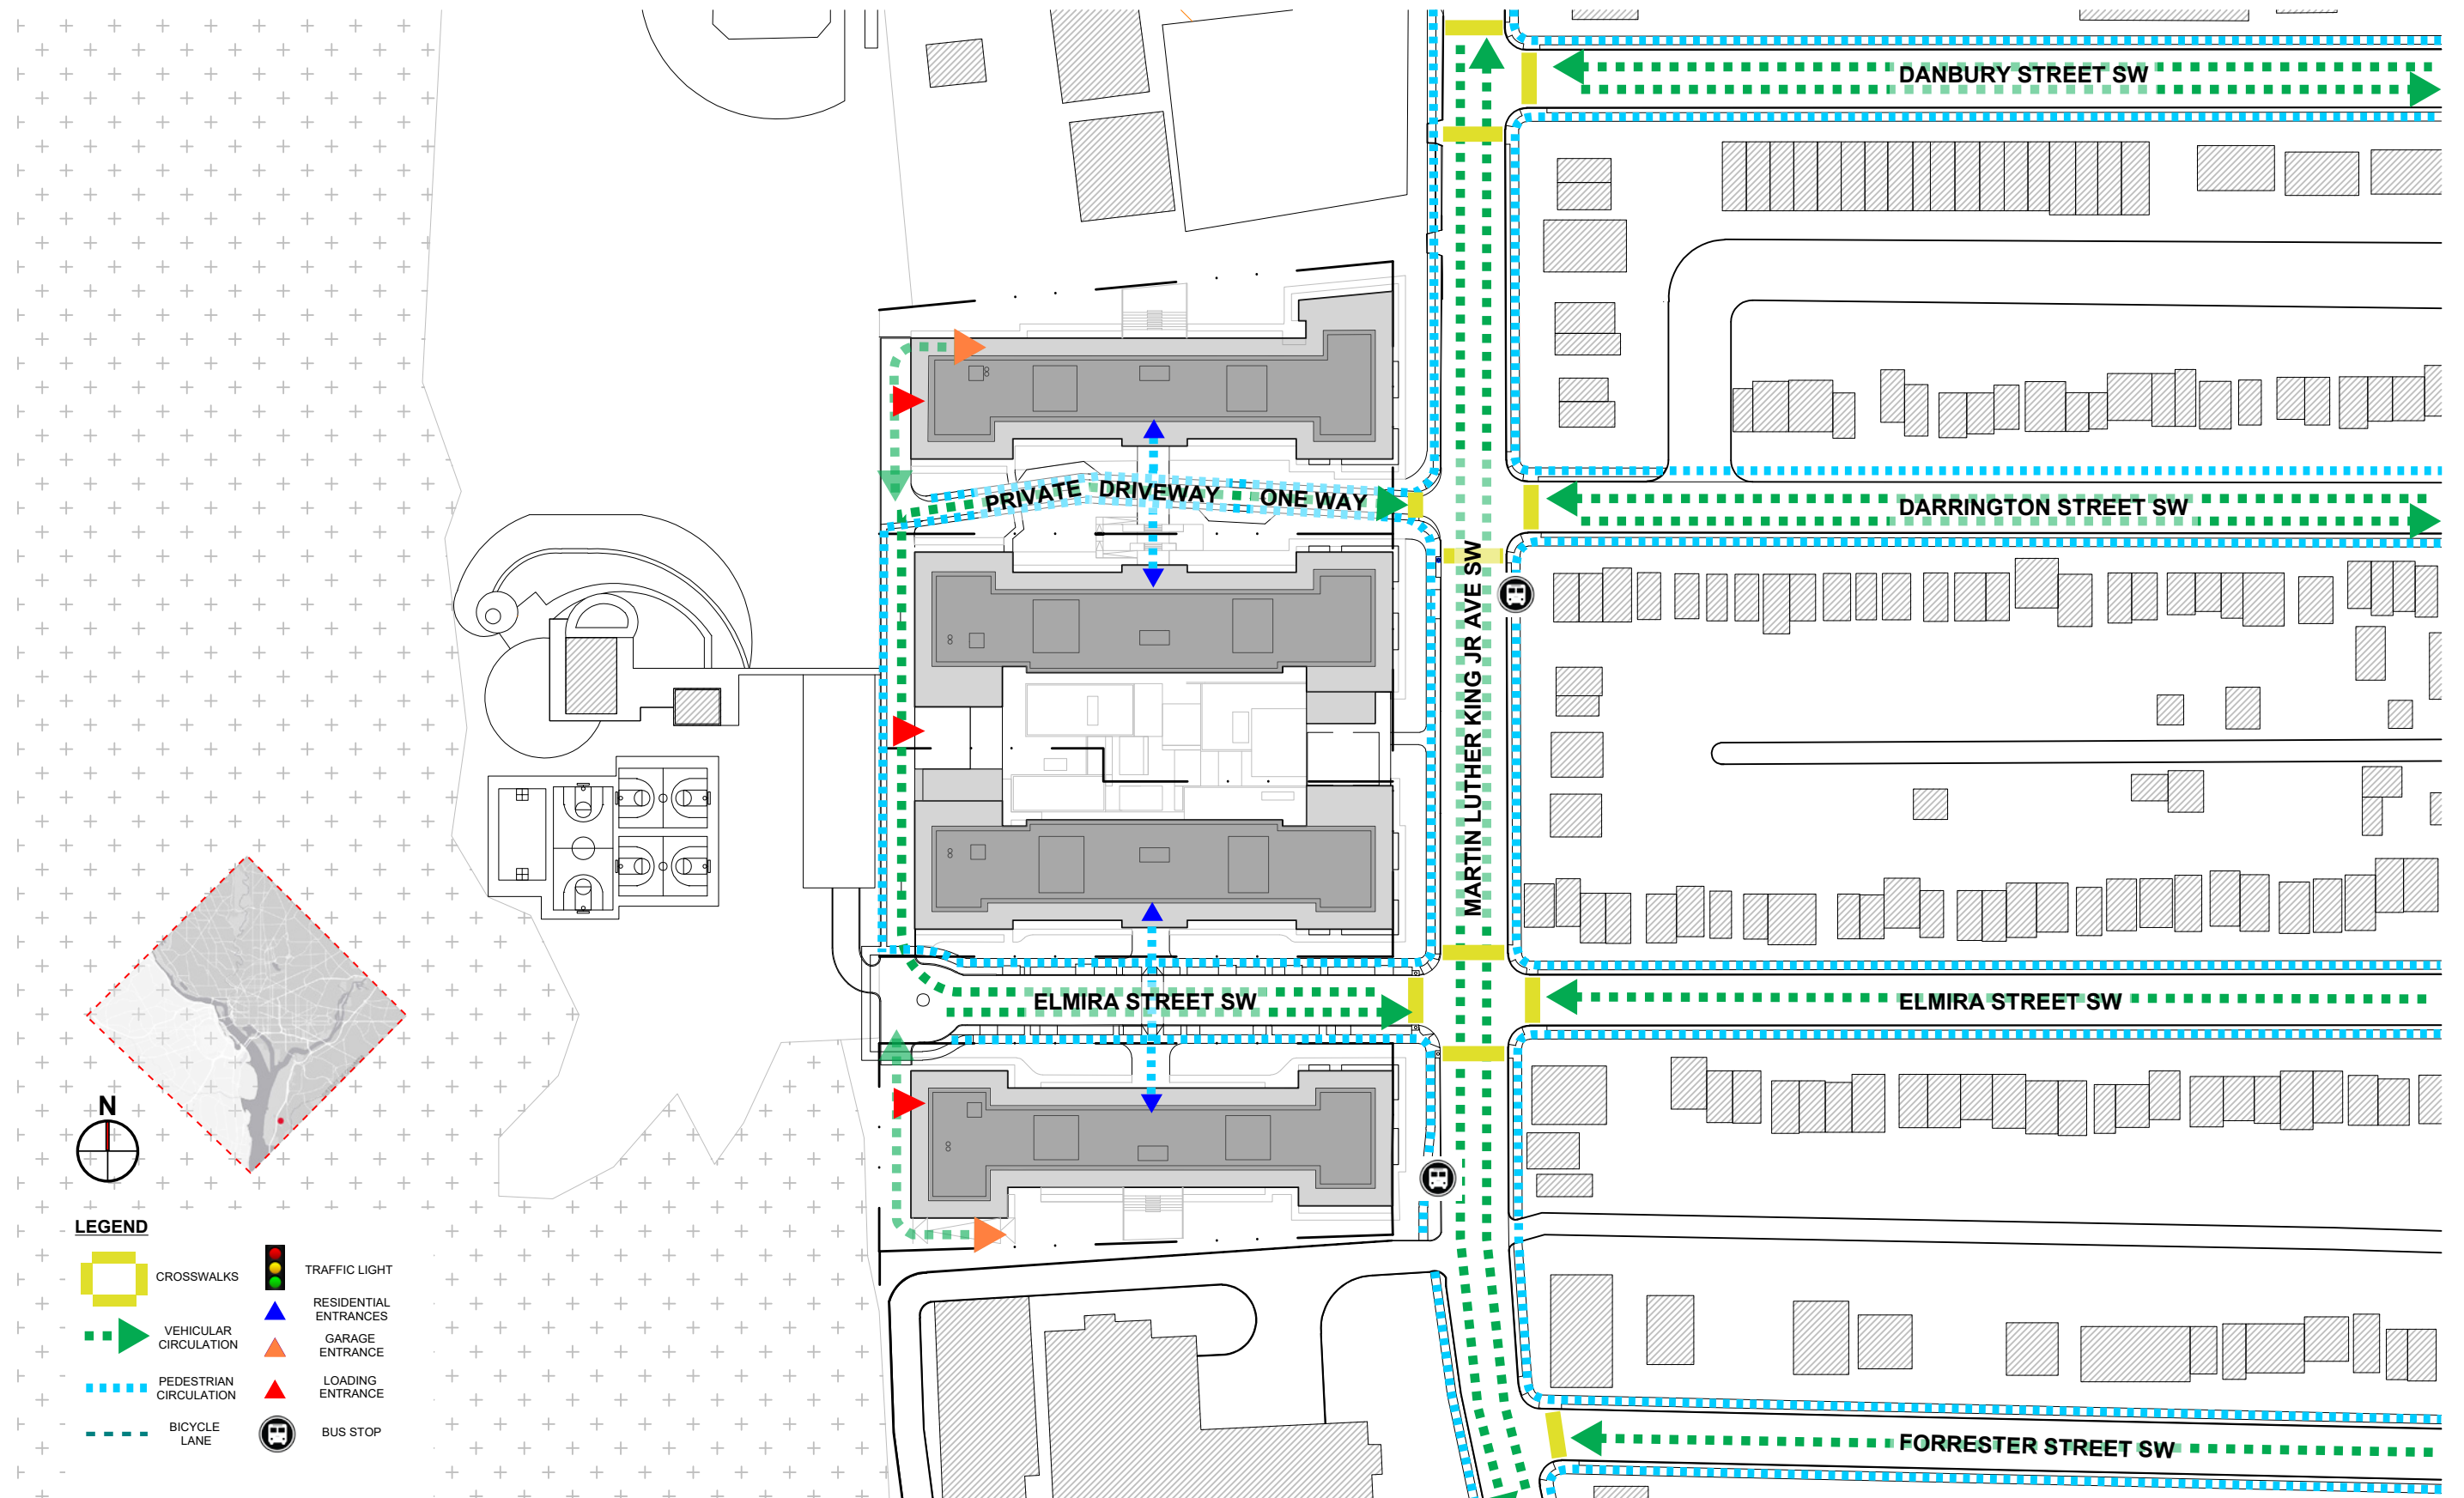 DANBURY STREET SW
PRIVATE DRIVEWAY ONE WAY
DARRINGTON STREET SW
MARTIN LUTHER KING JR AVE SW
ELMIRA STREET SW
ELMIRA STREET SW
N
LEGEND
CROSSWALKS
TRAFFIC LIGHT
RESIDENTIAL
ENTRANCES
VEHICULAR
CIRCULATION
GARAGE
ENTRANCE
PEDESTRIAN
CIRCULATION
LOADING
ENTRANCE
BICYCLE
LANE
BUS STOP
FORRESTER STREET SW